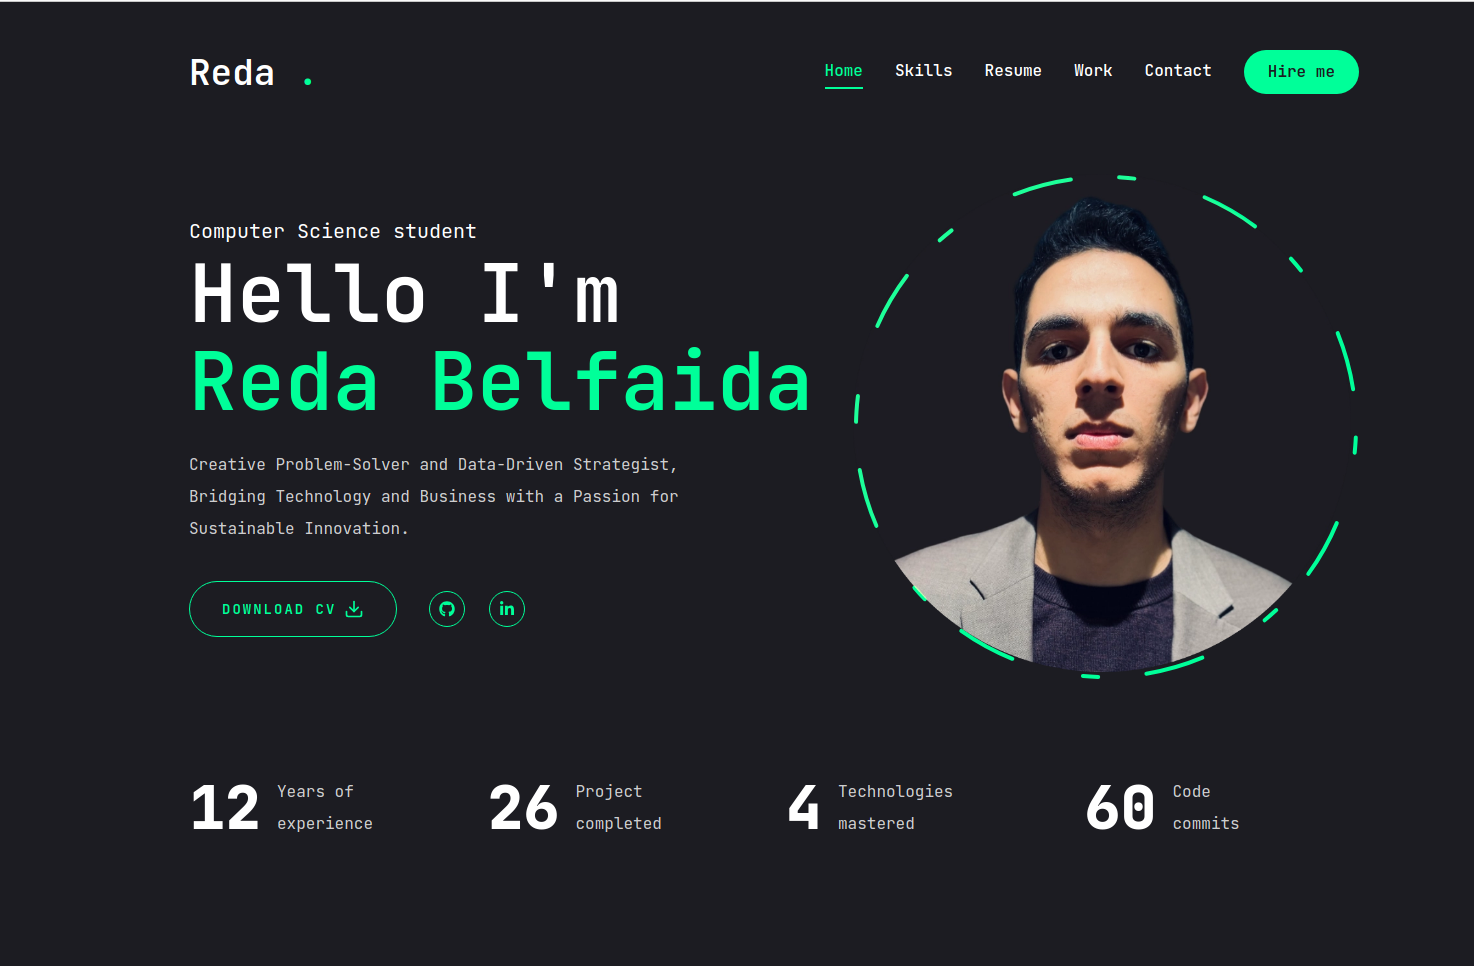 Reda .
Home Skills Resume Work Contact Hire me
Computer Science student
Hello I'm
Reda Belfaida
Creative Problem-Solver and Data-Driven Strategist,
Bridging Technology and Business with a Passion for
Sustainable Innovation.
DOWNLOAD CV
in
12 Years of
experience
26 Project
completed
4 Technologies
mastered
60 Code
commits